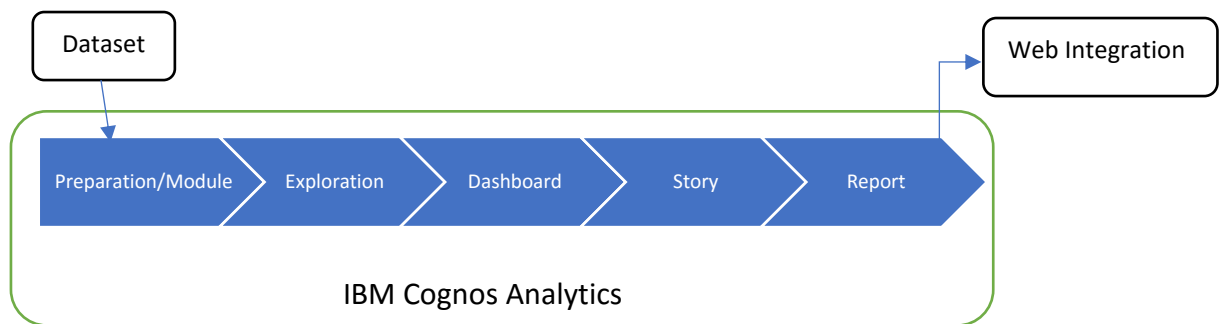 Dataset
Web Integration
Preparation/Module
Exploration
Dashboard
Story
Report
IBM Cognos Analytics